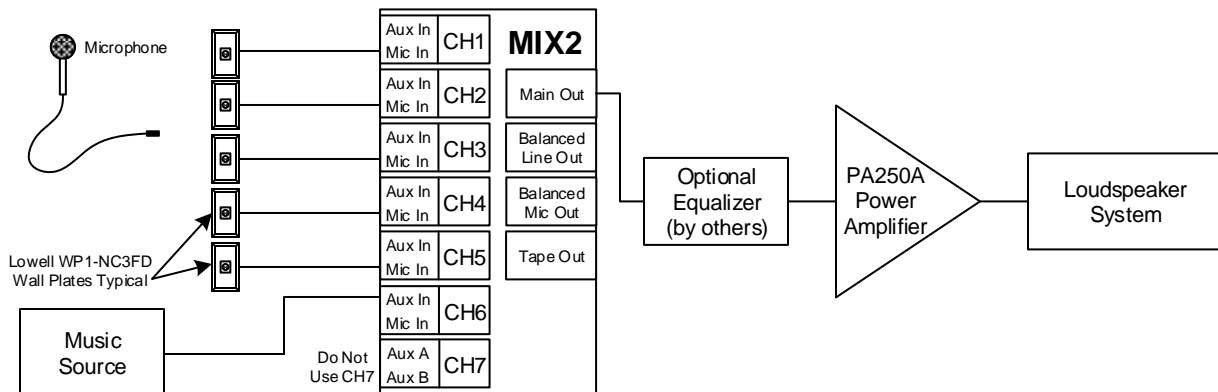 Microphone
Lowell WP1-NC3FD
Wall Plates Typical
Music
Source
Do Not
Use CH7
MIX2
Aux In
Mic In
CH1
Aux In
Mic In
CH2
Aux In
Mic In
CH3
Aux In
Mic In
CH4
Aux In
Mic In
CH5
Aux In
Mic In
CH6
Aux A
Aux B
CH7
Main Out
Balanced
Line Out
Balanced
Mic Out
Tape Out
Optional
Equalizer
(by others)
PA250A
Power
Amplifier
Loudspeaker
System